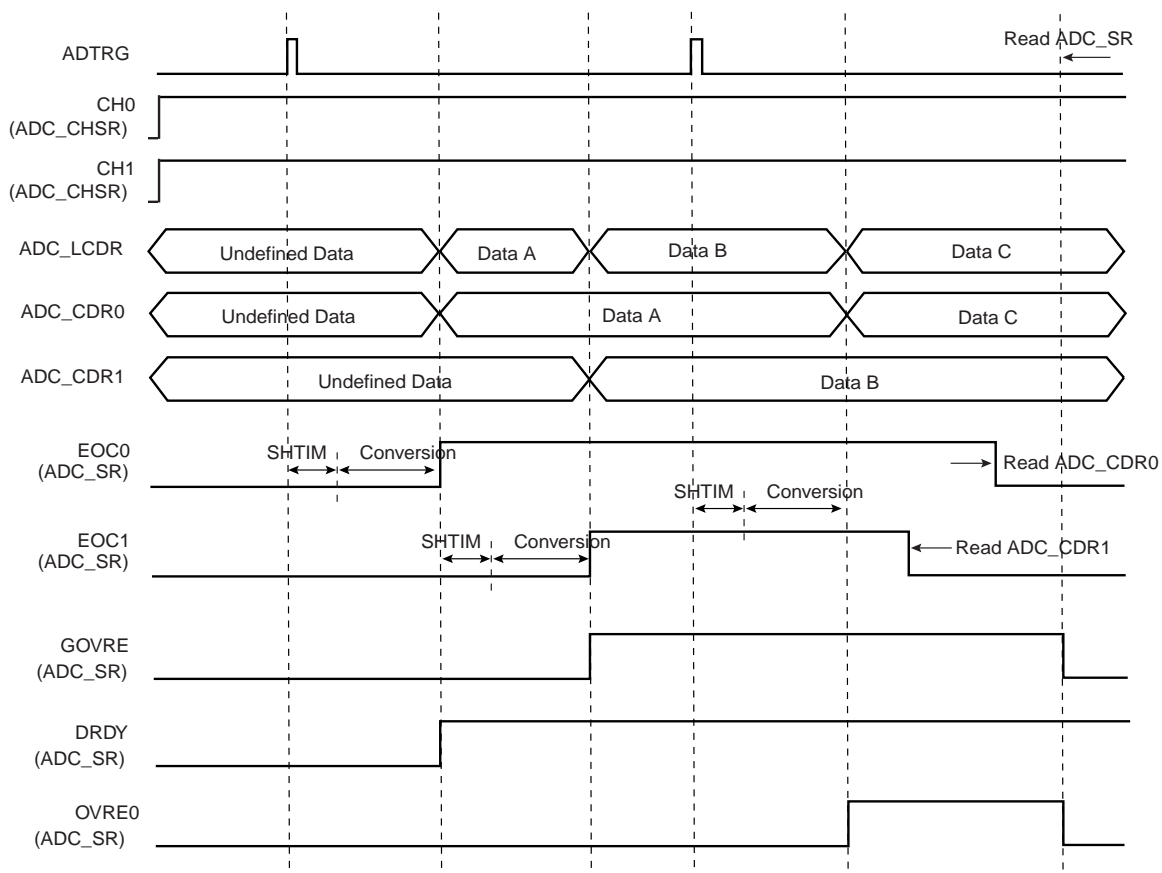 ADTRG
Read ADC_SR
CH0
(ADC_CHSR)
CH1
(ADC_CHSR)
ADC_LCDR
Undefined Data
Data A
Data B
Data C
ADC_CDR0
Undefined Data
Data A
Data C
ADC_CDR1
Undefined Data
Data B
EOC0
(ADC_SR)
SHTIM
Conversion
Read ADC_CDR0
SHTIM
Conversion
EOC1
(ADC_SR)
SHTIM
Conversion
Read ADC_CDR1
GOVRE
(ADC_SR)
DRDY
(ADC_SR)
OVRE0
(ADC_SR)